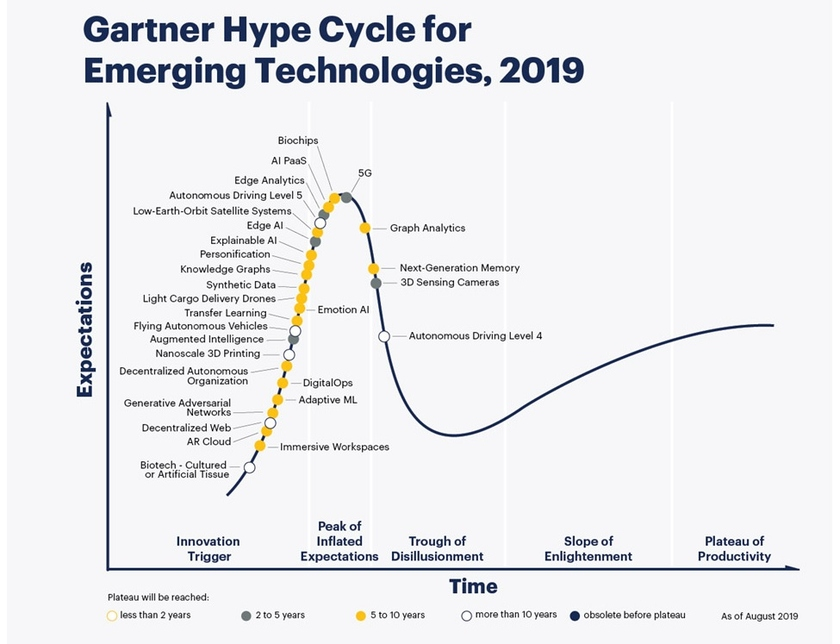 Gartner Hype Cycle for
Emerging Technologies, 2019
Expectations
Biochips
AI PaaS
5G
Edge Analytics
Autonomous Driving Level 5
Low-Earth-Orbit Satellite Systems
Edge AI
Graph Analytics
Explainable AI
Personification
Knowledge Graphs
Next-Generation Memory
Synthetic Data
3D Sensing Cameras
Light Cargo Delivery Drones
Transfer Learning
Emotion AI
Flying Autonomous Vehicles
Augmented Intelligence
Autonomous Driving Level 4
Nanoscale 3D Printing
Decentralized Autonomous
Organization
DigitalOps
Generative Adversarial
Networks
Adaptive ML
Decentralized Web
AR Cloud
Immersive Workspaces
Biotech - Cultured
or Artificial Tissue
Innovation
Trigger
Peak of
Inflated
Expectations
Trough of
Disillusionment
Slope of
Enlightenment
Plateau of
Productivity
Time
Plateau will be reached:
less than 2 years
2 to 5 years
5 to 10 years
more than 10 years
obsolete before plateau
As of August 2019